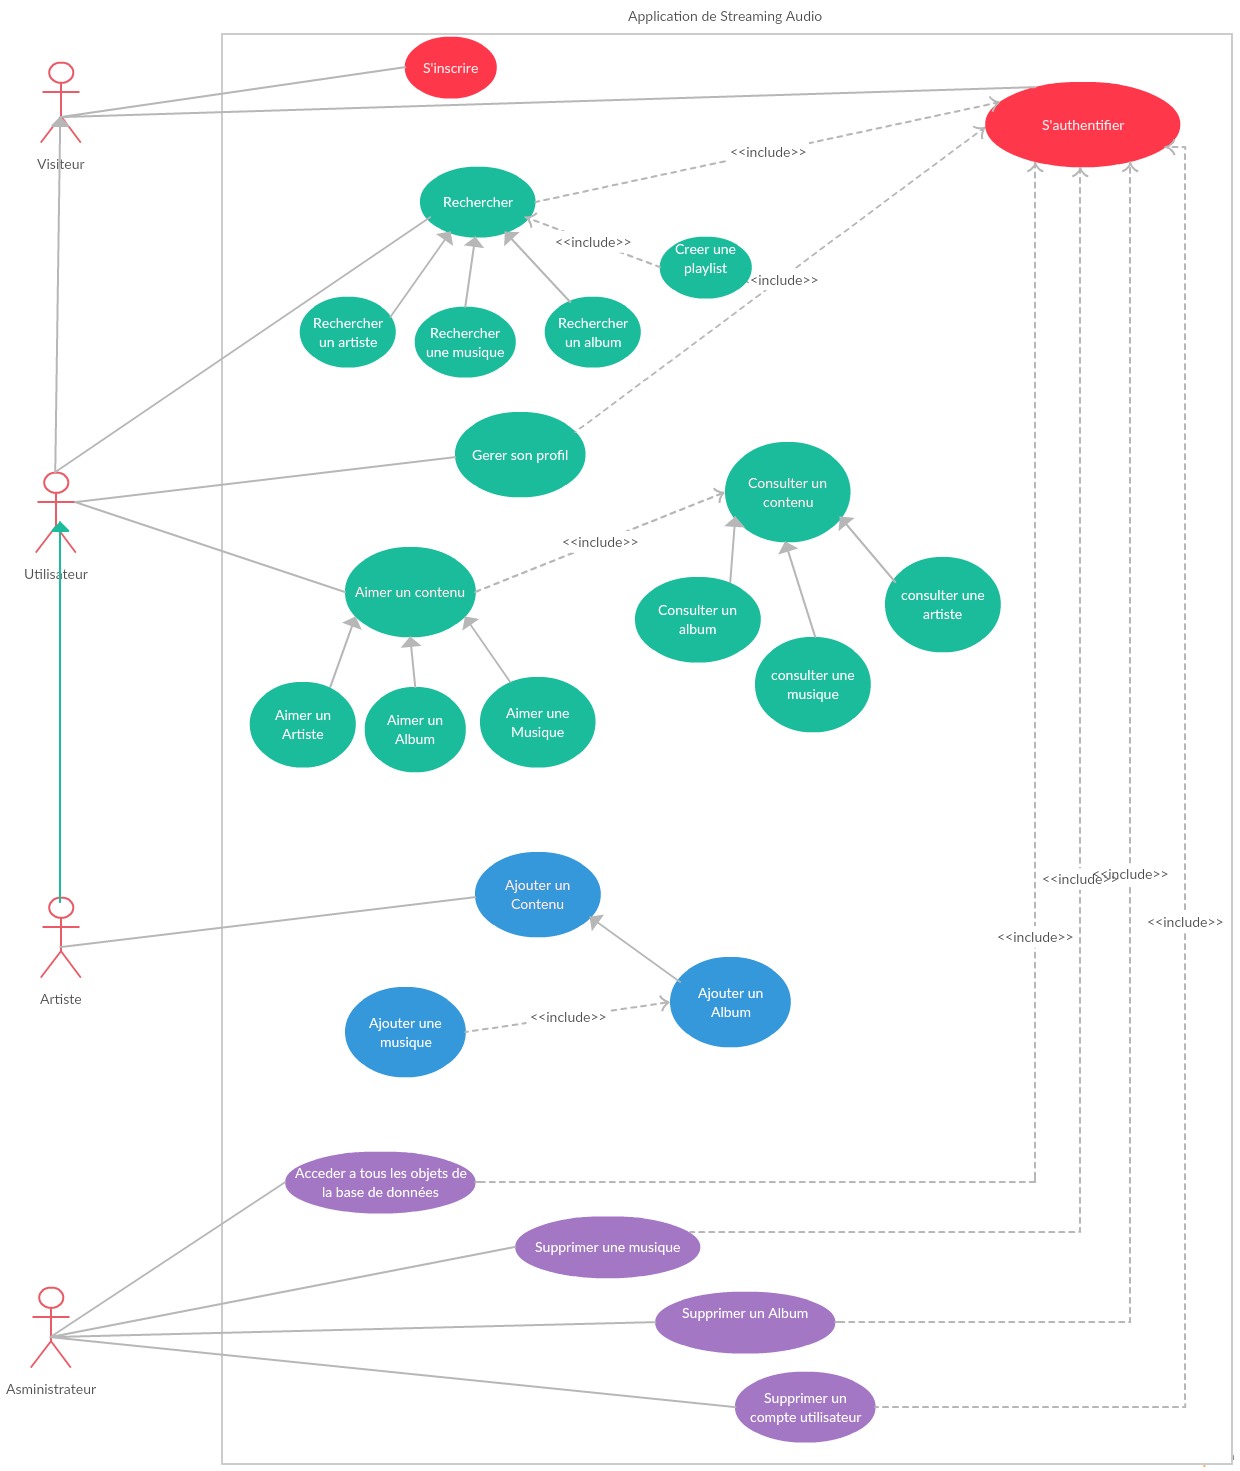 Application de Streaming Audio
S'inscrire
Visiteur
S'authentifier
<<include>>
Rechercher
<<include>>
Creer une
playlist
<<include>>
Rechercher
un artiste
Rechercher
une musique
Rechercher
un album
Gerer son profil
Consulter un
contenu
<<include>>
Utilisateur
Aimer un contenu
Consulter un
album
consulter une
artiste
consulter une
musique
Aimer un
Artiste
Aimer un
Album
Aimer une
Musique
<<include>>
<<include>>
<<include>>
<<include>>
Ajouter un
Contenu
Artiste
Ajouter un
Album
Ajouter une
musique
<<include>>
Acceder a tous les objets de
la base de données
Supprimer une musique
Supprimer un Album
Asministrateur
Supprimer un
compte utilisateur